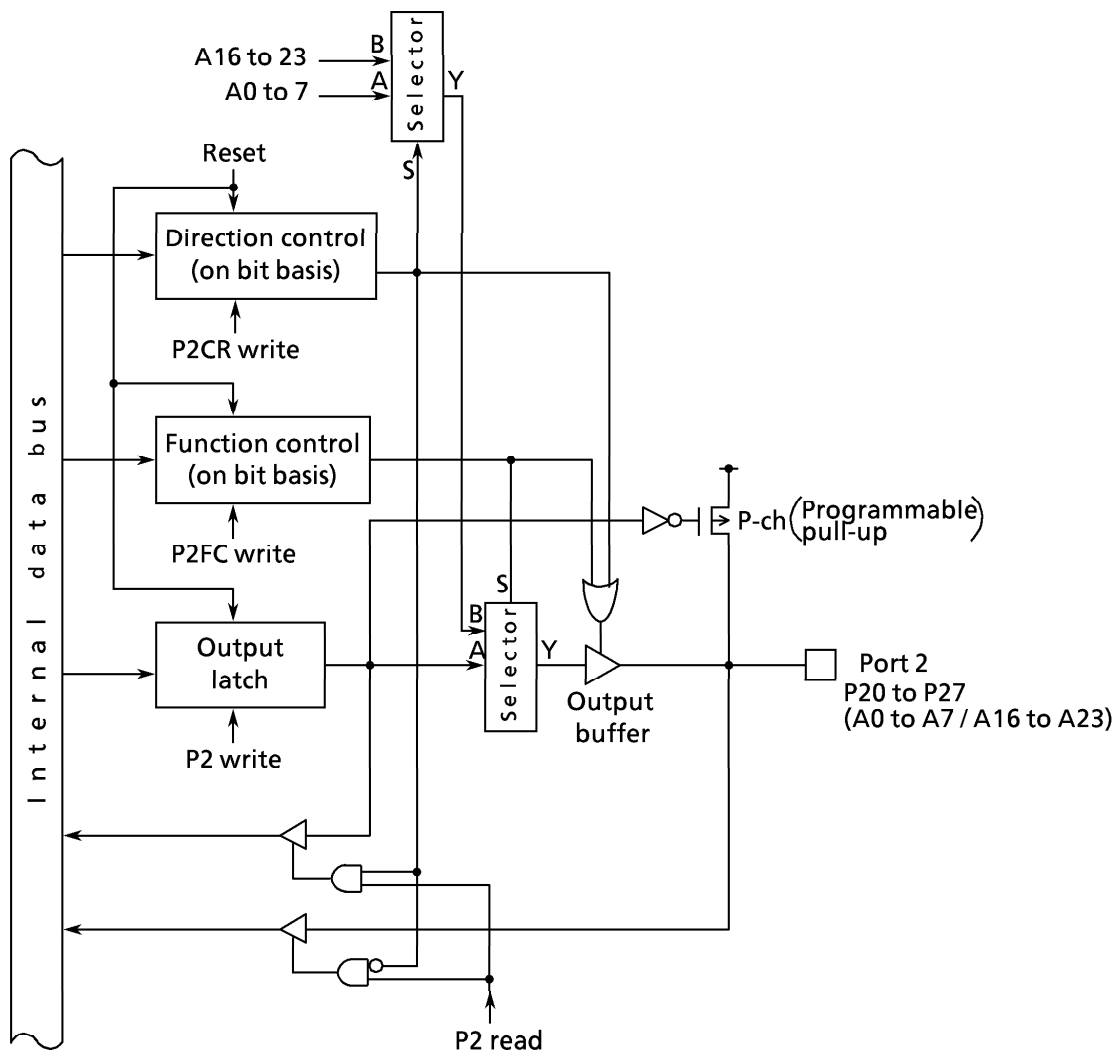 A16 to 23
B
A0 to 7
A
Selector
Y
S
Reset
Direction control
(on bit basis)
P2CR write
Internal data bus
Function control
(on bit basis)
P2FC write
P-ch (Programmable
pull-up)
S
B
A
Selector
Y
Output
latch
P2 write
Output
buffer
Port 2
P20 to P27
(A0 to A7 / A16 to A23)
P2 read